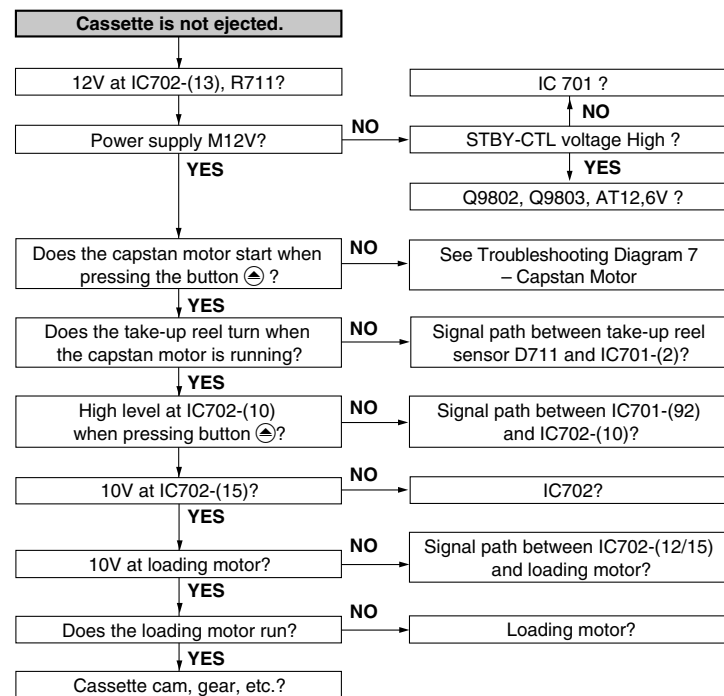 Cassette is not ejected.
12V at IC702-(13), R711?
IC 701 ?
NO
Power supply M12V?
NO
STBY-CTL voltage High ?
YES
YES
Q9802, Q9803, AT12,6V ?
Does the capstan motor start when
pressing the button ⏏ ?
NO
See Troubleshooting Diagram 7
– Capstan Motor
YES
Does the take-up reel turn when
the capstan motor is running?
NO
Signal path between take-up reel
sensor D711 and IC701-(2)?
YES
High level at IC702-(10)
when pressing button ⏏?
NO
Signal path between IC701-(92)
and IC702-(10)?
10V at IC702-(15)?
NO
IC702?
YES
10V at loading motor?
NO
Signal path between IC702-(12/15)
and loading motor?
YES
Does the loading motor run?
NO
Loading motor?
YES
Cassette cam, gear, etc.?